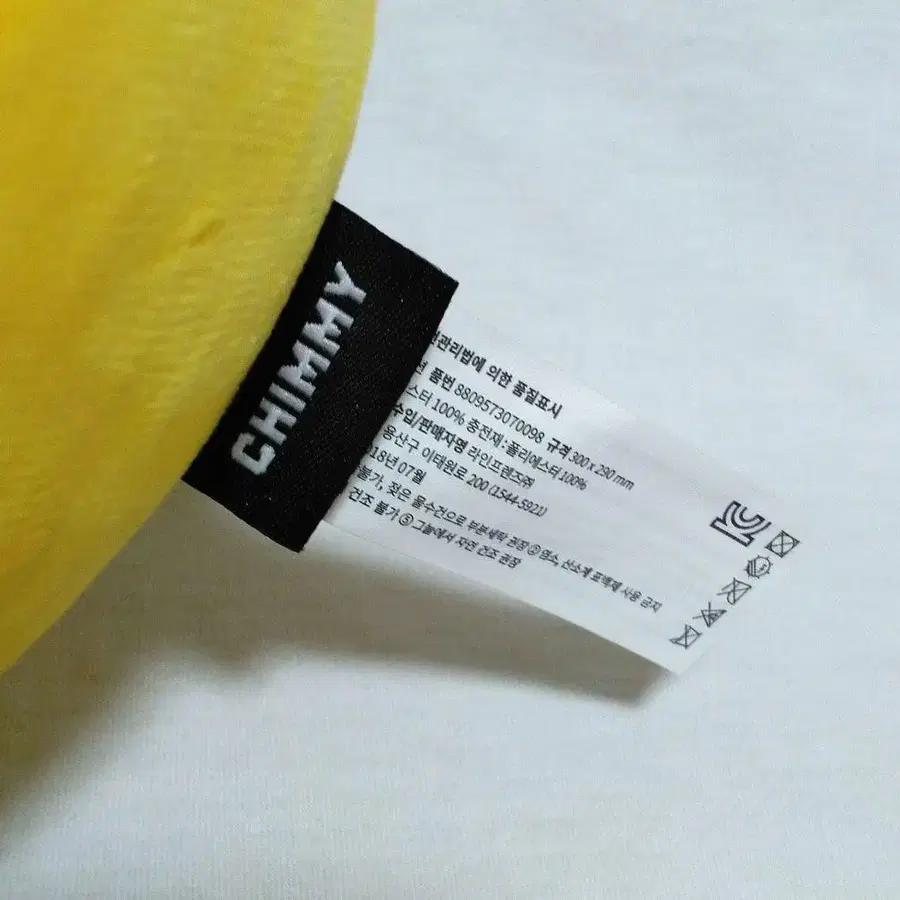 CHIMMY
관리법에 의한 품질표시
품번 8809573070098 규격 300 x 290 mm
스터 100% 충전재 : 폴리에스터 100%
수입/판매자명 라인프렌즈㈜
용산구 이태원로 200 (1544-5921)
18년 07월
불가, 젖은 물수건으로 부분세탁 권장 ② 염소, 산소계 표백제 사용 금지
건조 불가 ⑤ 그늘에서 자연 건조 권장